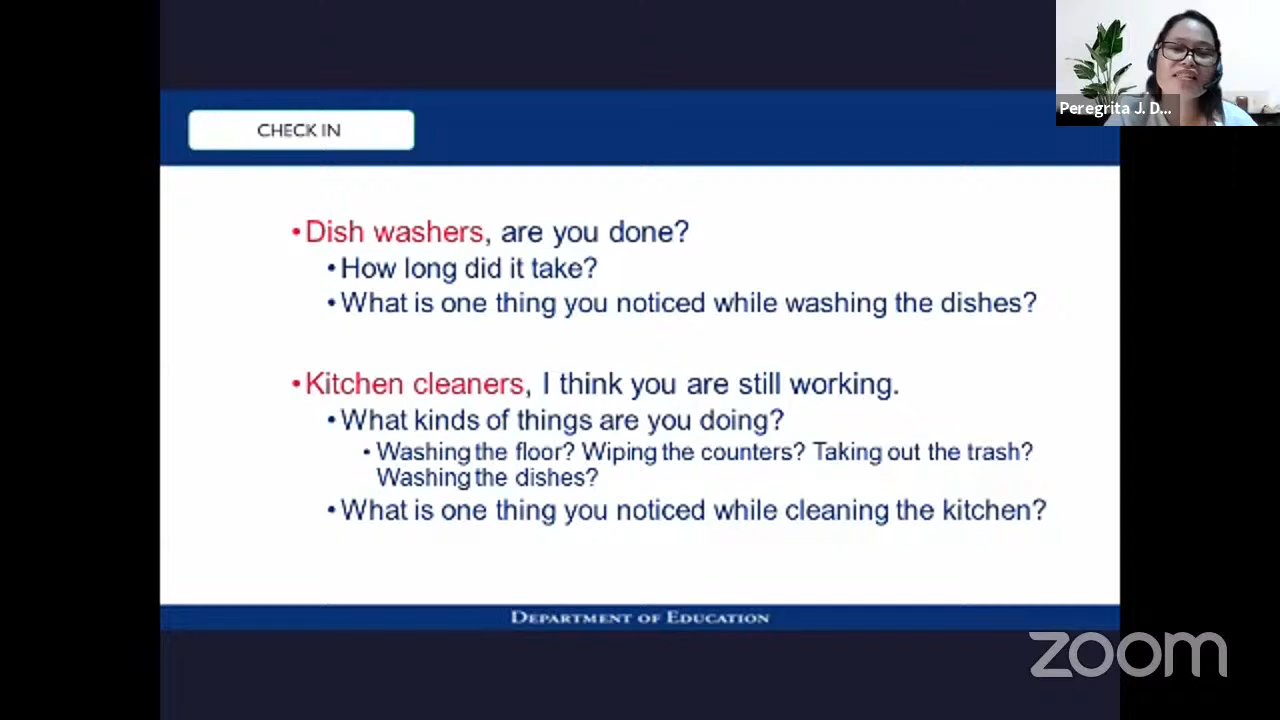 Peregrita J. D...
CHECK IN
•Dish washers, are you done?
•How long did it take?
•What is one thing you noticed while washing the dishes?
•Kitchen cleaners, I think you are still working.
•What kinds of things are you doing?
•Washing the floor? Wiping the counters? Taking out the trash?
Washing the dishes?
•What is one thing you noticed while cleaning the kitchen?
DEPARTMENT OF EDUCATION
zoom